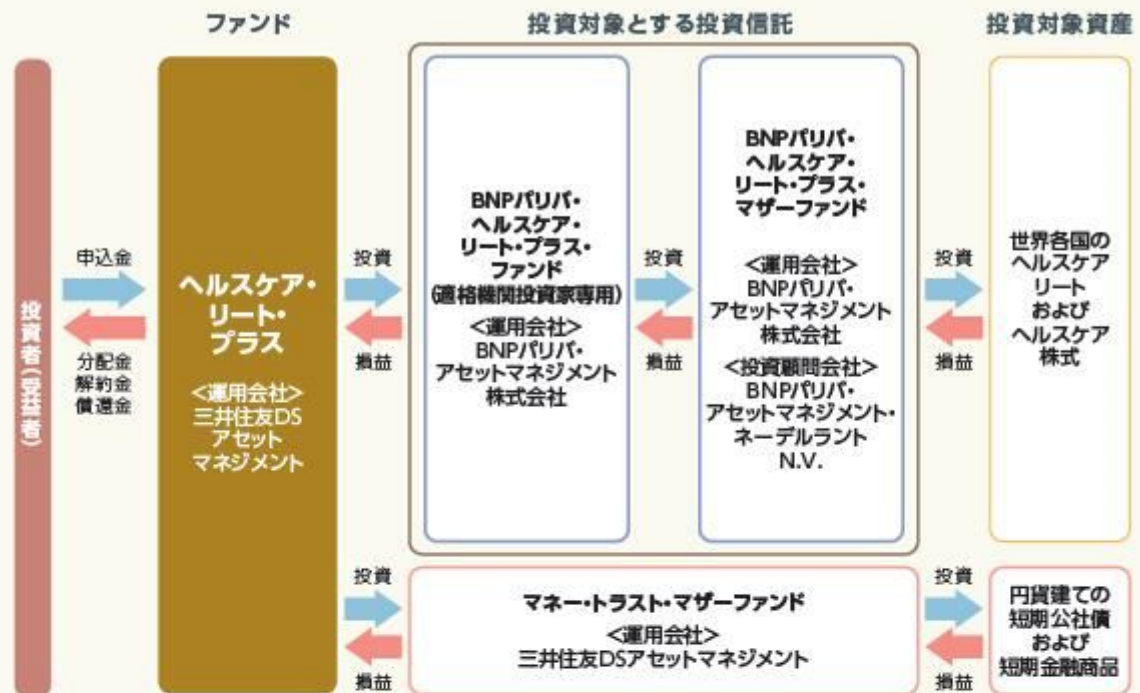 ファンド
投資対象とする投資信託
投資対象資産
投資者(受益者)
申込金
分配金
解約金
償還金
ヘルスケア・
リート・
プラス
<運用会社>
三井住友DS
アセット
マネジメント
投資
損益
BNPパリバ・
ヘルスケア・
リート・プラス・
ファンド
(適格機関投資家専用)
<運用会社>
BNPパリバ・
アセットマネジメント
株式会社
投資
損益
BNPパリバ・
ヘルスケア・
リート・プラス・
マザーファンド
<運用会社>
BNPパリバ・
アセットマネジメント
株式会社
<投資顧問会社>
BNPパリバ・
アセットマネジメント・
ネーデルラント
N.V.
投資
損益
世界各国の
ヘルスケア
リート
および
ヘルスケア
株式
投資
損益
マネー・トラスト・マザーファンド
<運用会社>
三井住友DSアセットマネジメント
投資
損益
円貨建ての
短期公社債
および
短期金融商品